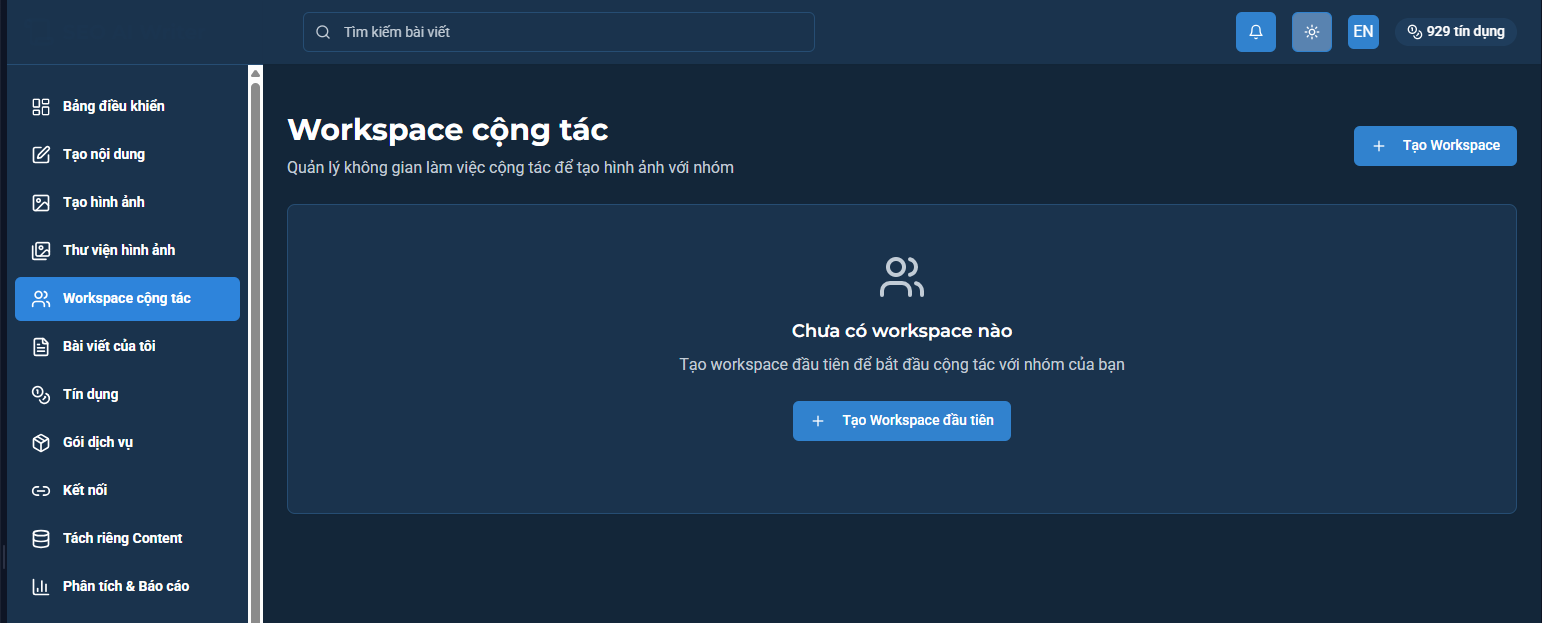 Tìm kiếm bài viết
EN
929 tín dụng
Bảng điều khiển
Tạo nội dung
Tạo hình ảnh
Thư viện hình ảnh
Workspace cộng tác
Bài viết của tôi
Tín dụng
Gói dịch vụ
Kết nối
Tách riêng Content
Phân tích & Báo cáo
Workspace cộng tác
Quản lý không gian làm việc cộng tác để tạo hình ảnh với nhóm
Tạo Workspace
Chưa có workspace nào
Tạo workspace đầu tiên để bắt đầu cộng tác với nhóm của bạn
Tạo Workspace đầu tiên